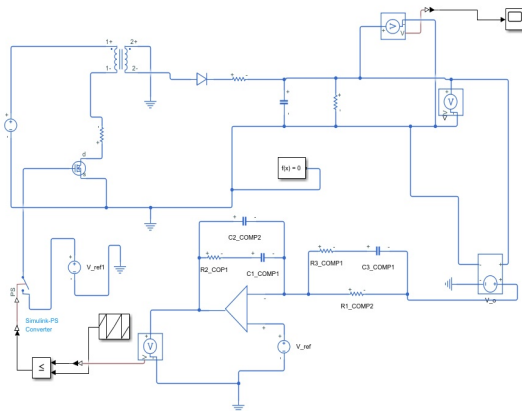 1+ 2+
1- 2-
V
V
d
s
f(x) = 0
C2_COMP2
R2_COP1
C1_COMP1
R3_COMP1
C3_COMP1
R1_COMP2
V_ref1
V_o
PS
Simulink-PS
Converter
V
V_ref
≤